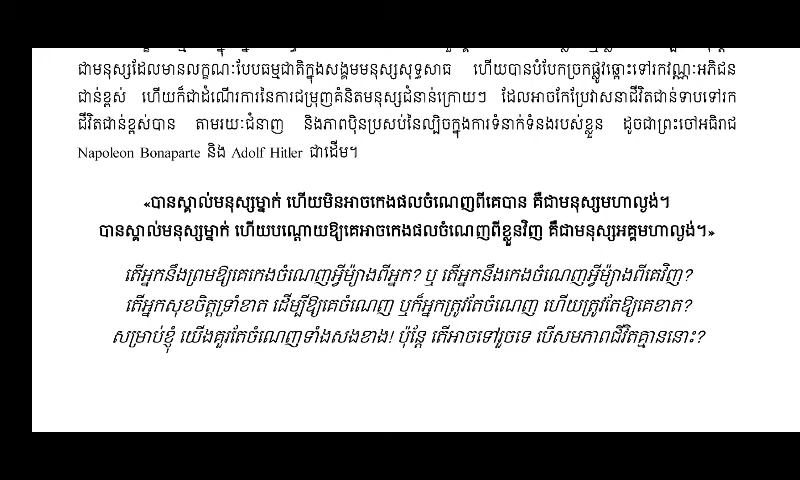 ជាមនុស្សដែលមានលក្ខណៈបែបធម្មជាតិក្នុងសង្គមមនុស្សសុទ្ធសាធ ហើយបានបំបែកច្រកផ្លូវឆ្ពោះទៅរកវណ្ណៈអភិជន
ជាន់ខ្ពស់ ហើយក៏ជាដំណើរការនៃការជម្រុញគំនិតមនុស្សជំនាន់ក្រោយៗ ដែលអាចកែប្រែវាសនាជីវិតជាន់ទាបទៅរក
ជីវិតជាន់ខ្ពស់បាន តាមរយៈជំនាញ និងភាពប៉ិនប្រសប់នៃល្បិចក្នុងការទំនាក់ទំនងរបស់ខ្លួន ដូចជាព្រះចៅអធិរាជ
Napoleon Bonaparte និង Adolf Hitler ជាដើម។
«បានស្គាល់មនុស្សម្នាក់ ហើយមិនអាចកេងផលចំណេញពីគេបាន គឺជាមនុស្សមហាល្ងង់។
បានស្គាល់មនុស្សម្នាក់ ហើយបណ្ដោយឱ្យគេអាចកេងផលចំណេញពីខ្លួនវិញ គឺជាមនុស្សអគ្គមហាល្ងង់។»
តើអ្នកនឹងព្រមឱ្យគេកេងចំណេញអ្វីម៉្យាងពីអ្នក? ឬ តើអ្នកនឹងកេងចំណេញអ្វីម៉្យាងពីគេវិញ?
តើអ្នកសុខចិត្តទ្រាំខាត ដើម្បីឱ្យគេចំណេញ ឬក៏អ្នកត្រូវតែចំណេញ ហើយត្រូវតែឱ្យគេខាត?
សម្រាប់ខ្ញុំ យើងគួរតែចំណេញទាំងសងខាង! ប៉ុន្តែ តើអាចទៅរួចទេ បើសមភាពជីវិតគ្មាននោះ?